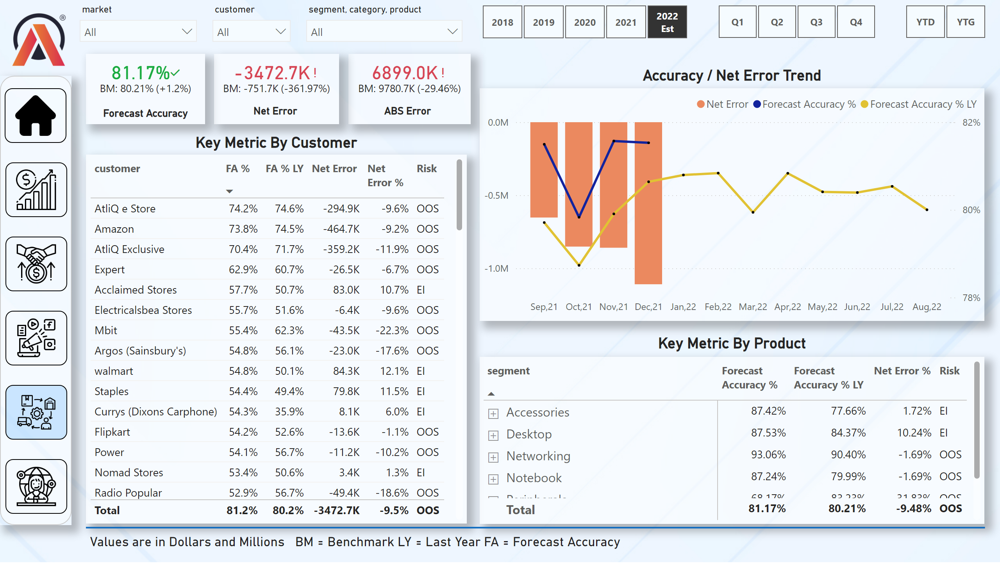 market
customer
segment, category, product
All
All
All
2018
2019
2020
2021
2022
Est
Q1
Q2
Q3
Q4
YTD
YTG
®
81.17%
BM: 80.21% (+1.2%)
Forecast Accuracy
-3472.7K !
BM: -751.7K (-361.97%)
Net Error
6899.0K !
BM: 9780.7K (-29.46%)
ABS Error
Key Metric By Customer
customer FA % FA % LY Net Error Net Error % Risk
AtliQ e Store 74.2% 74.6% -294.9K -9.6% OOS
Amazon 73.8% 74.5% -464.7K -9.2% OOS
AtliQ Exclusive 70.4% 71.7% -359.2K -11.9% OOS
Expert 62.9% 60.7% -26.5K -6.7% OOS
Acclaimed Stores 57.7% 50.7% 83.0K 10.7% EI
Electricalsbea Stores 55.7% 51.6% -6.4K -9.6% OOS
Mbit 55.4% 62.3% -43.5K -22.3% OOS
Argos (Sainsbury's) 54.8% 56.1% -23.0K -17.6% OOS
walmart 54.8% 50.1% 84.3K 12.1% EI
Staples 54.4% 49.4% 79.8K 11.5% EI
Currys (Dixons Carphone) 54.3% 35.9% 8.1K 6.0% EI
Flipkart 54.2% 52.6% -13.6K -1.1% OOS
Power 54.1% 56.7% -11.2K -10.2% OOS
Nomad Stores 53.4% 50.6% 3.4K 1.3% EI
Radio Popular 52.9% 56.7% -49.4K -18.6% OOS
Total 81.2% 80.2% -3472.7K -9.5% OOS
Accuracy / Net Error Trend
Net Error Forecast Accuracy % Forecast Accuracy % LY
0.0M
-0.5M
-1.0M
82%
80%
78%
Sep,21 Oct,21 Nov,21 Dec,21 Jan,22 Feb,22 Mar,22 Apr,22 May,22 Jun,22 Jul,22 Aug,22
Key Metric By Product
segment Forecast Accuracy % Forecast Accuracy % LY Net Error % Risk
Accessories 87.42% 77.66% 1.72% EI
Desktop 87.53% 84.37% 10.24% EI
Networking 93.06% 90.40% -1.69% OOS
Notebook 87.24% 79.99% -1.69% OOS
Total 81.17% 80.21% -9.48% OOS
Values are in Dollars and Millions BM = Benchmark LY = Last Year FA = Forecast Accuracy